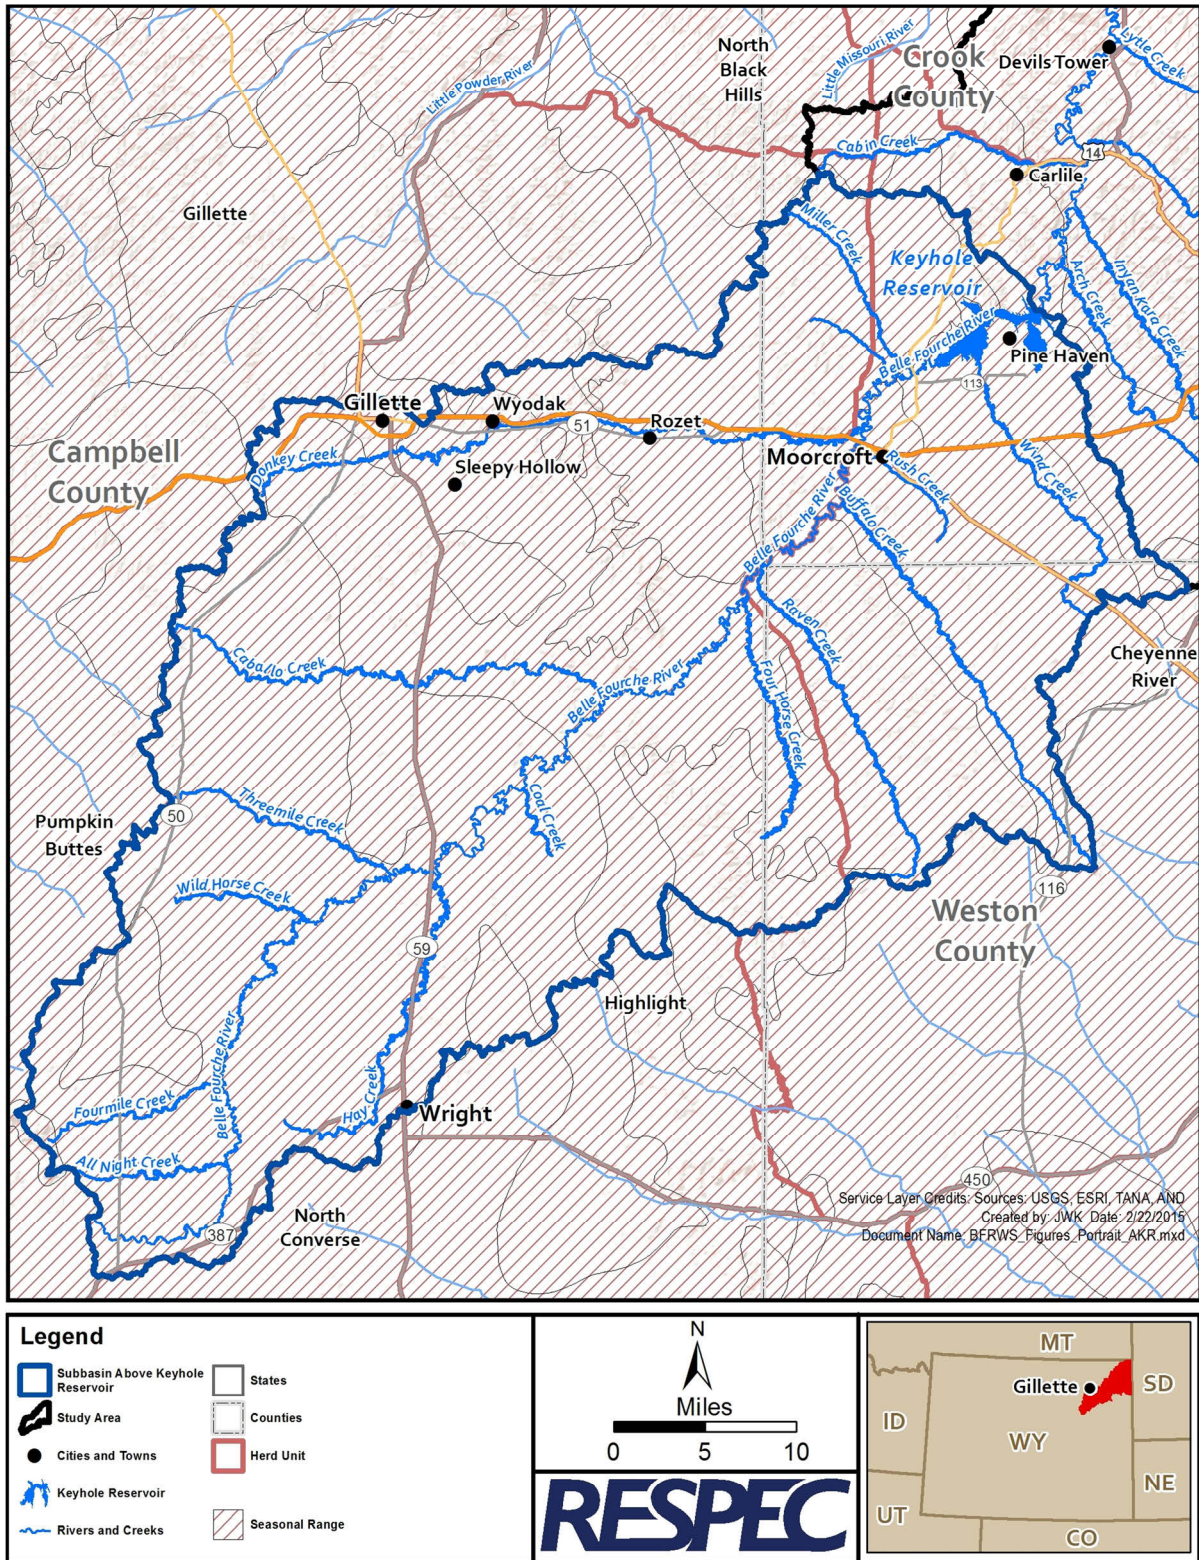 North
Black
Hills
Little Missouri River
Crook
County
Devils Tower
Lytle Creek
Little Powder River
Cabin Creek
14
Carlile
Gillette
Miller Creek
Keyhole
Reservoir
Arch Creek
Inyan Kara Creek
Belle Fourche River
Pine Haven
113
Gillette
Wyodak
51
Rozet
Campbell
County
Donkey Creek
Sleepy Hollow
Moorcroft
Rush Creek
Wind Creek
Belle Fourche River
Buffalo Creek
Raven Creek
Caballo Creek
Belle Fourche River
Four Horse Creek
Cheyenne
River
Coal Creek
Threemile Creek
50
Pumpkin
Buttes
Wild Horse Creek
116
Weston
County
59
Highlight
Belle Fourche River
Fourmile Creek
Hay Creek
Wright
All Night Creek
450
North
Converse
387
Service Layer Credits: Sources: USGS, ESRI, TANA, AND
Created by: JWK Date: 2/22/2015
Document Name: BFRWS_Figures_Portrait_AKR.mxd
Legend
Subbasin Above Keyhole
Reservoir
Study Area
Cities and Towns
Keyhole Reservoir
Rivers and Creeks
States
Counties
Herd Unit
Seasonal Range
N
Miles
0 5 10
RESPEC
MT
Gillette
SD
ID
WY
NE
UT
CO